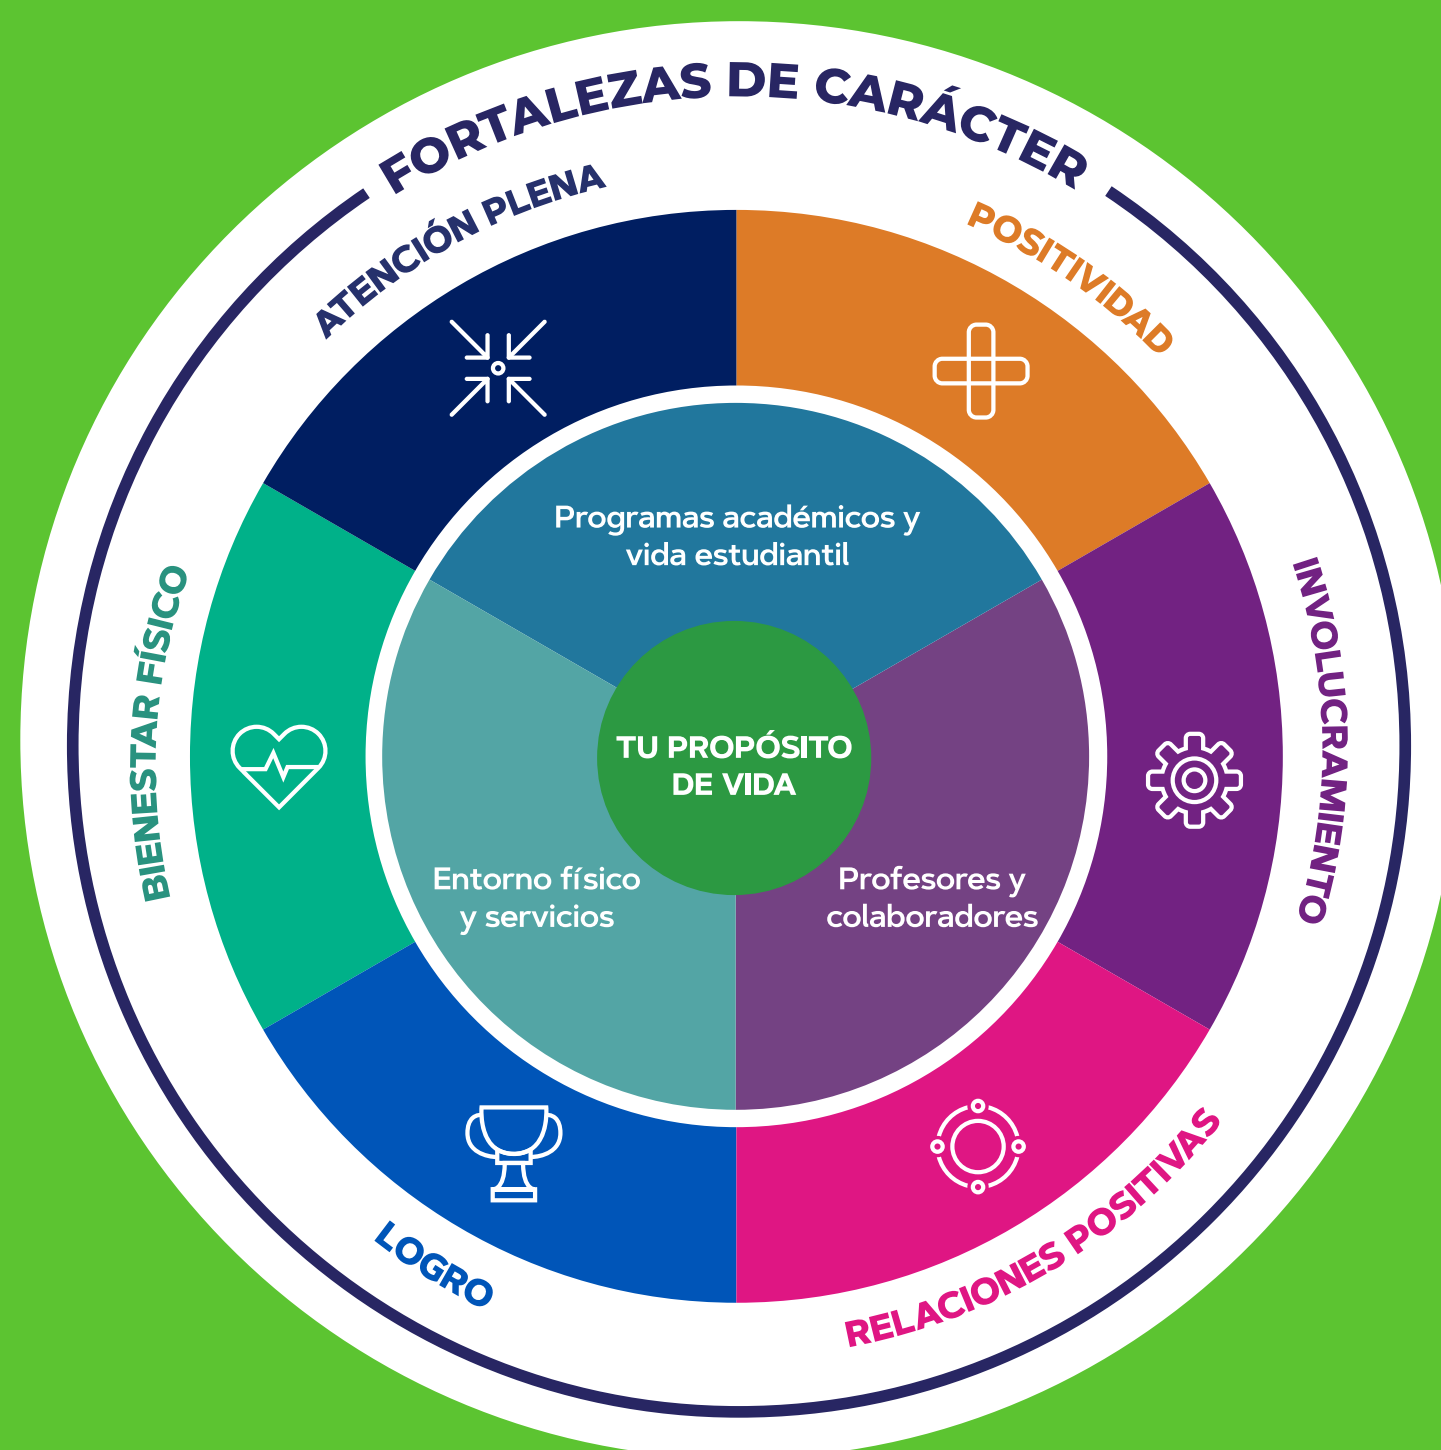 FORTALEZAS DE CARÁCTER
ATENCIÓN PLENA
POSITIVIDAD
INVOLUCRAMIENTO
RELACIONES POSITIVAS
LOGRO
BIENESTAR FÍSICO
Programas académicos y
vida estudiantil
TU PROPÓSITO
DE VIDA
Entorno físico
y servicios
Profesores y
colaboradores